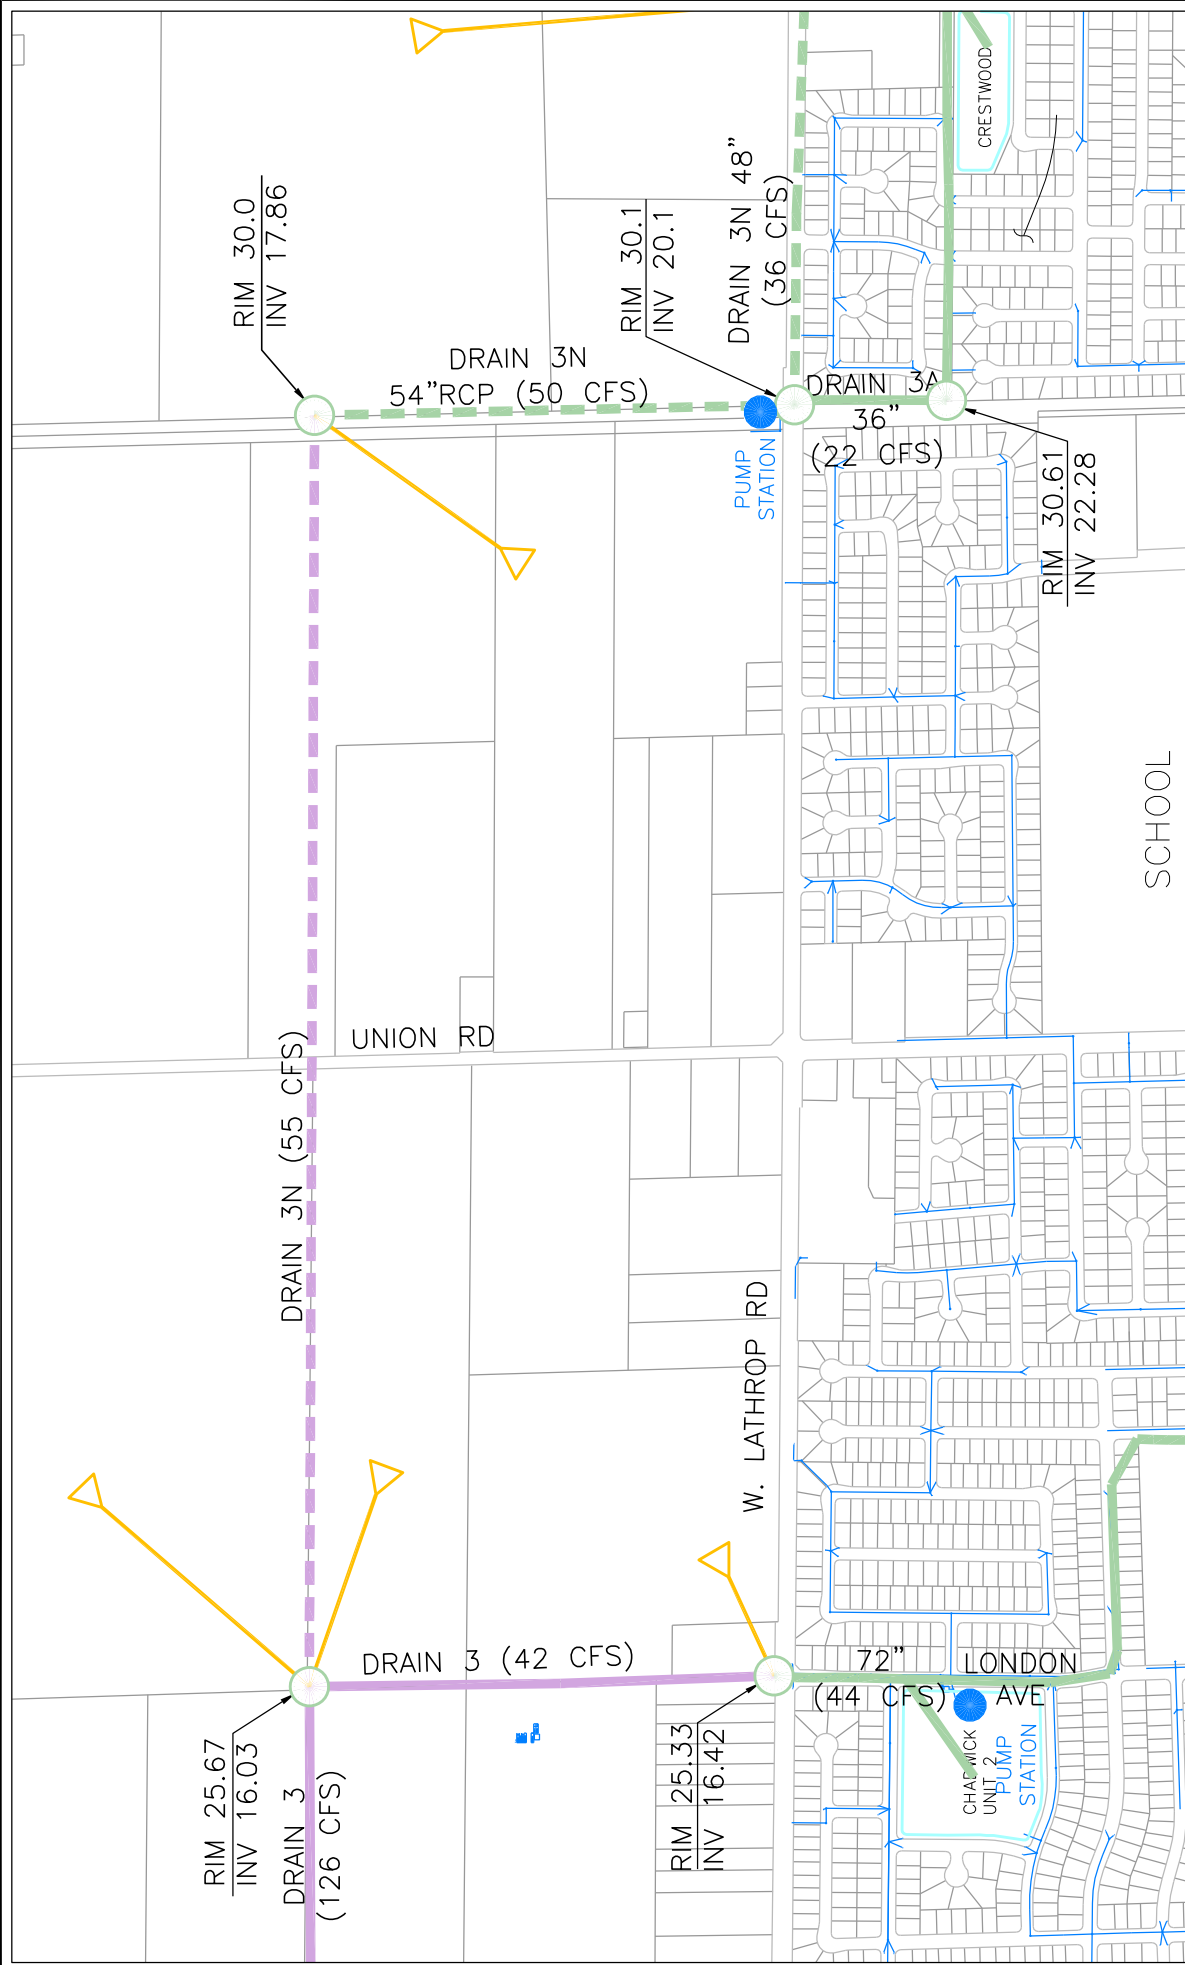 CRESTWOOD
RIM 30.0
INV 17.86
RIM 30.1
INV 20.1
DRAIN 3N 48"
(36 CFS)
DRAIN 3N
54"RCP (50 CFS)
DRAIN 3A
36"
(22 CFS)
PUMP
STATION
RIM 30.61
INV 22.28
SCHOOL
UNION RD
DRAIN 3N (55 CFS)
W. LATHROP RD
DRAIN 3 (42 CFS)
72"
(44 CFS)
LONDON
AVE
RIM 25.67
INV 16.03
DRAIN 3
(126 CFS)
RIM 25.33
INV 16.42
CHADWICK
UNIT 2
PUMP
STATION